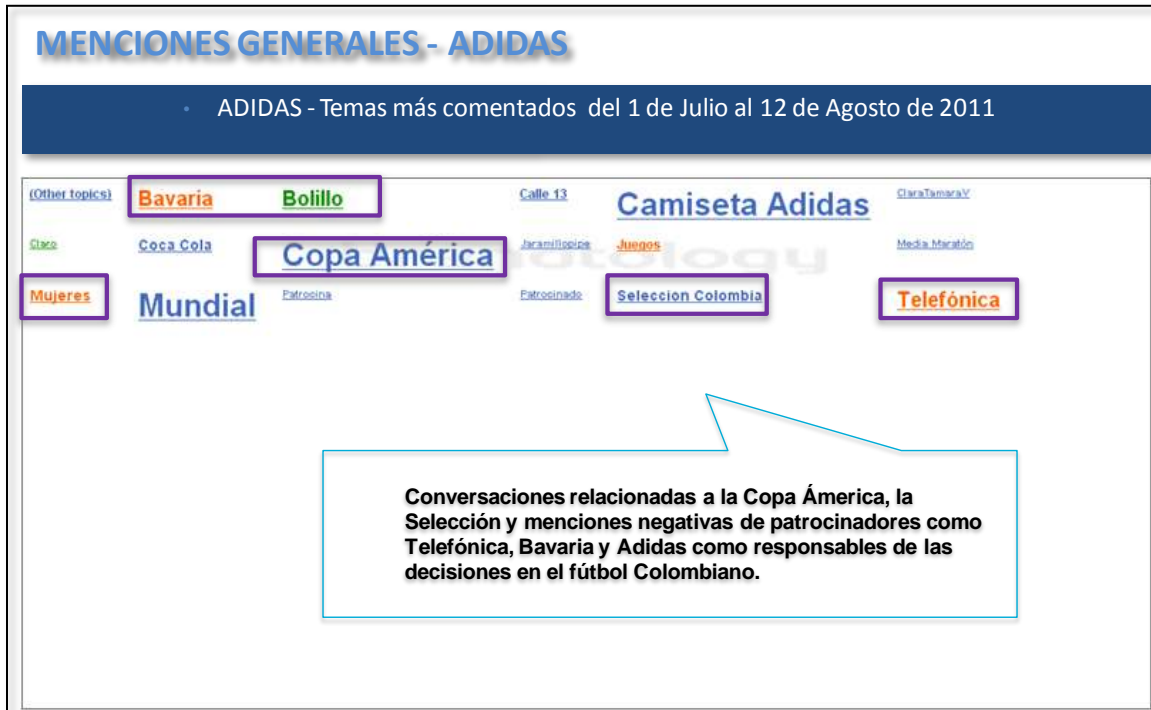 MENCIONES GENERALES - ADIDAS
• ADIDAS - Temas más comentados del 1 de Julio al 12 de Agosto de 2011
(Other topics) Bavaria Bolillo Calle 13 Camiseta Adidas ClaraTamaraV
Claro Coca Cola Copa América Jaramillopipe Juegos Media Maratón
Mujeres Mundial Patrocina Patrocinado Seleccion Colombia Telefónica
Conversaciones relacionadas a la Copa Ámerica, la
Selección y menciones negativas de patrocinadores como
Telefónica, Bavaria y Adidas como responsables de las
decisiones en el fútbol Colombiano.